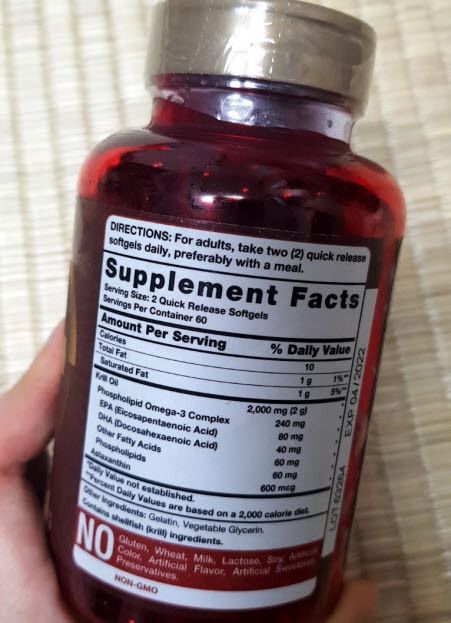 DIRECTIONS: For adults, take two (2) quick release
softgels daily, preferably with a meal.
Supplement Facts
Serving Size: 2 Quick Release Softgels
Servings Per Container 60
Amount Per Serving % Daily Value
Calories 10
Total Fat 1 g 1%**
Saturated Fat 1 g 5%**
Krill Oil 2,000 mg (2 g) *
Phospholipid Omega-3 Complex 240 mg *
EPA (Eicosapentaenoic Acid) 80 mg *
DHA (Docosahexaenoic Acid) 40 mg *
Other Fatty Acids 60 mg *
Phospholipids 60 mg *
Astaxanthin 600 mcg *
*Daily Value not established.
**Percent Daily Values are based on a 2,000 calorie diet.
Other Ingredients: Gelatin, Vegetable Glycerin.
Contains shellfish (krill) ingredients.
NO Gluten, Wheat, Milk, Lactose, Soy, Artificial
Color, Artificial Flavor, Artificial Sweetener,
Preservatives.
NON-GMO
LOT 63264 EXP 04/2022